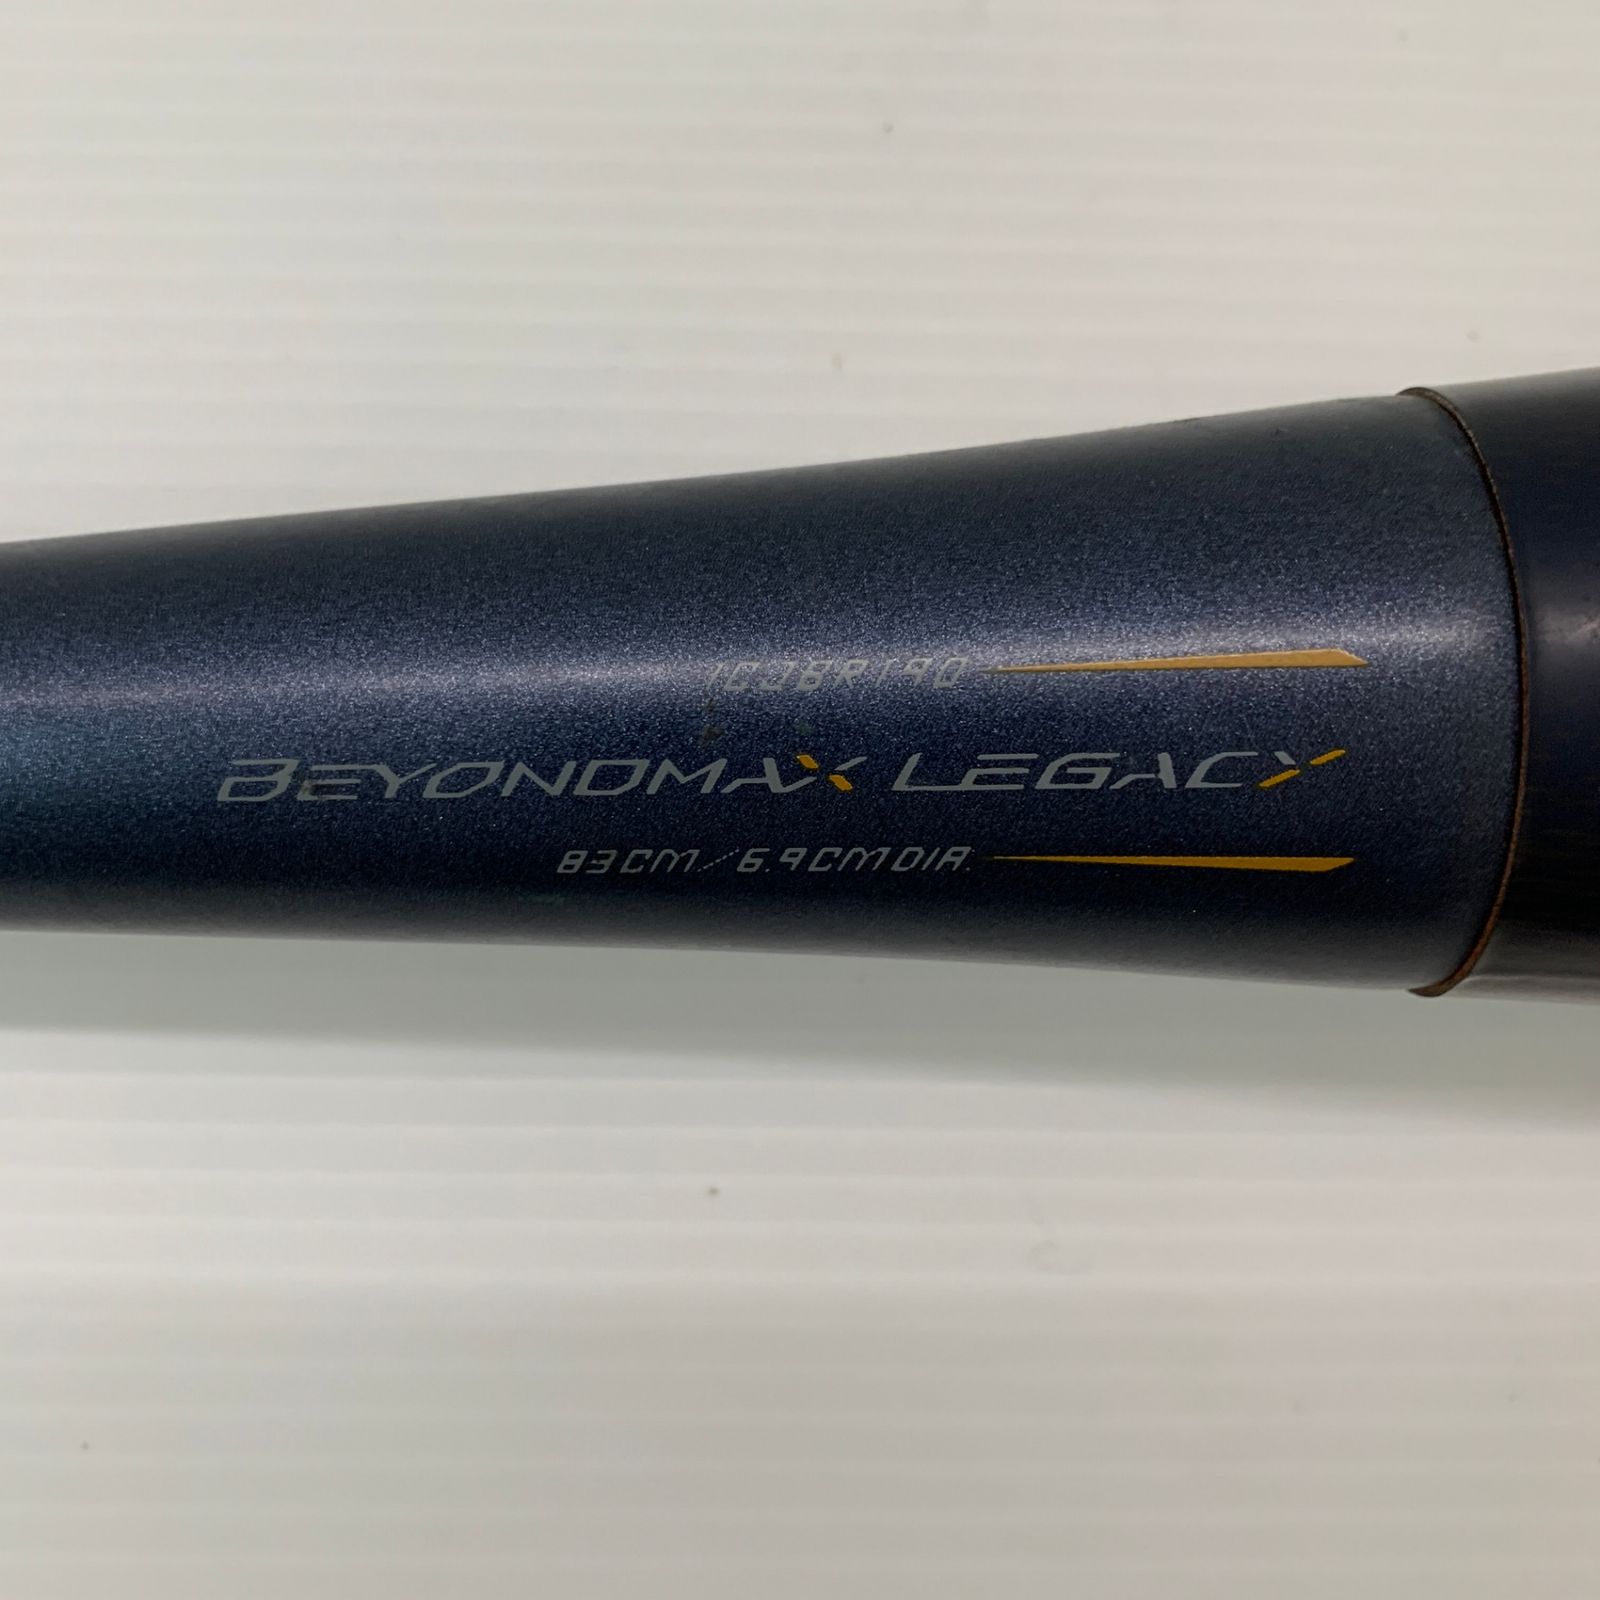 1CJBR190
BEYONDMAX LEGACY
83CM/6.9CMDIA.